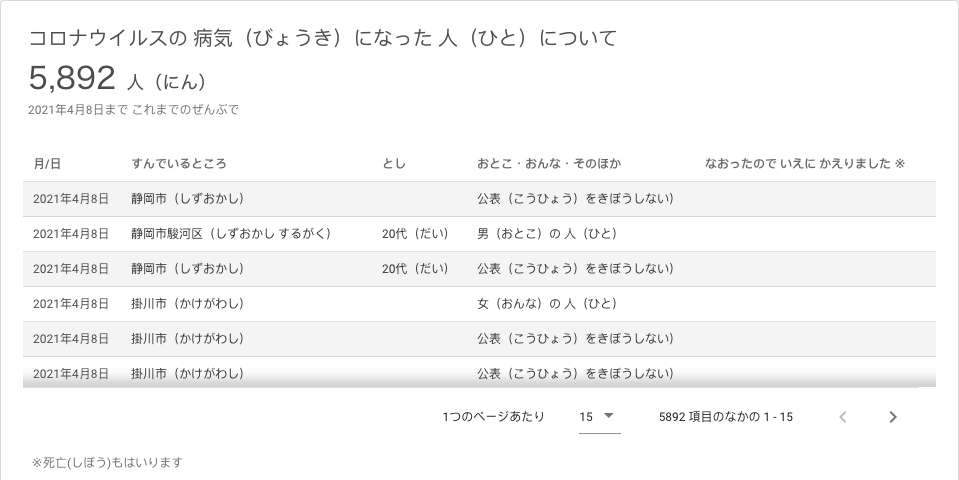 コロナウイルスの 病気（びょうき）になった 人（ひと）について
5,892 人（にん）
2021年4月8日まで これまでのぜんぶで
月/日 すんでいるところ とし おとこ・おんな・そのほか なおったので いえに かえりました ※
2021年4月8日 静岡市（しずおかし） 公表（こうひょう）をきぼうしない）
2021年4月8日 静岡市駿河区（しずおかし するがく） 20代（だい） 男（おとこ）の 人（ひと）
2021年4月8日 静岡市（しずおかし） 20代（だい） 公表（こうひょう）をきぼうしない）
2021年4月8日 掛川市（かけがわし） 女（おんな）の 人（ひと）
2021年4月8日 掛川市（かけがわし） 公表（こうひょう）をきぼうしない）
2021年4月8日 掛川市（かけがわし） 公表（こうひょう）をきぼうしない）
1つのページあたり 15 5892 項目のなかの 1 - 15
※死亡(しぼう)もはいります